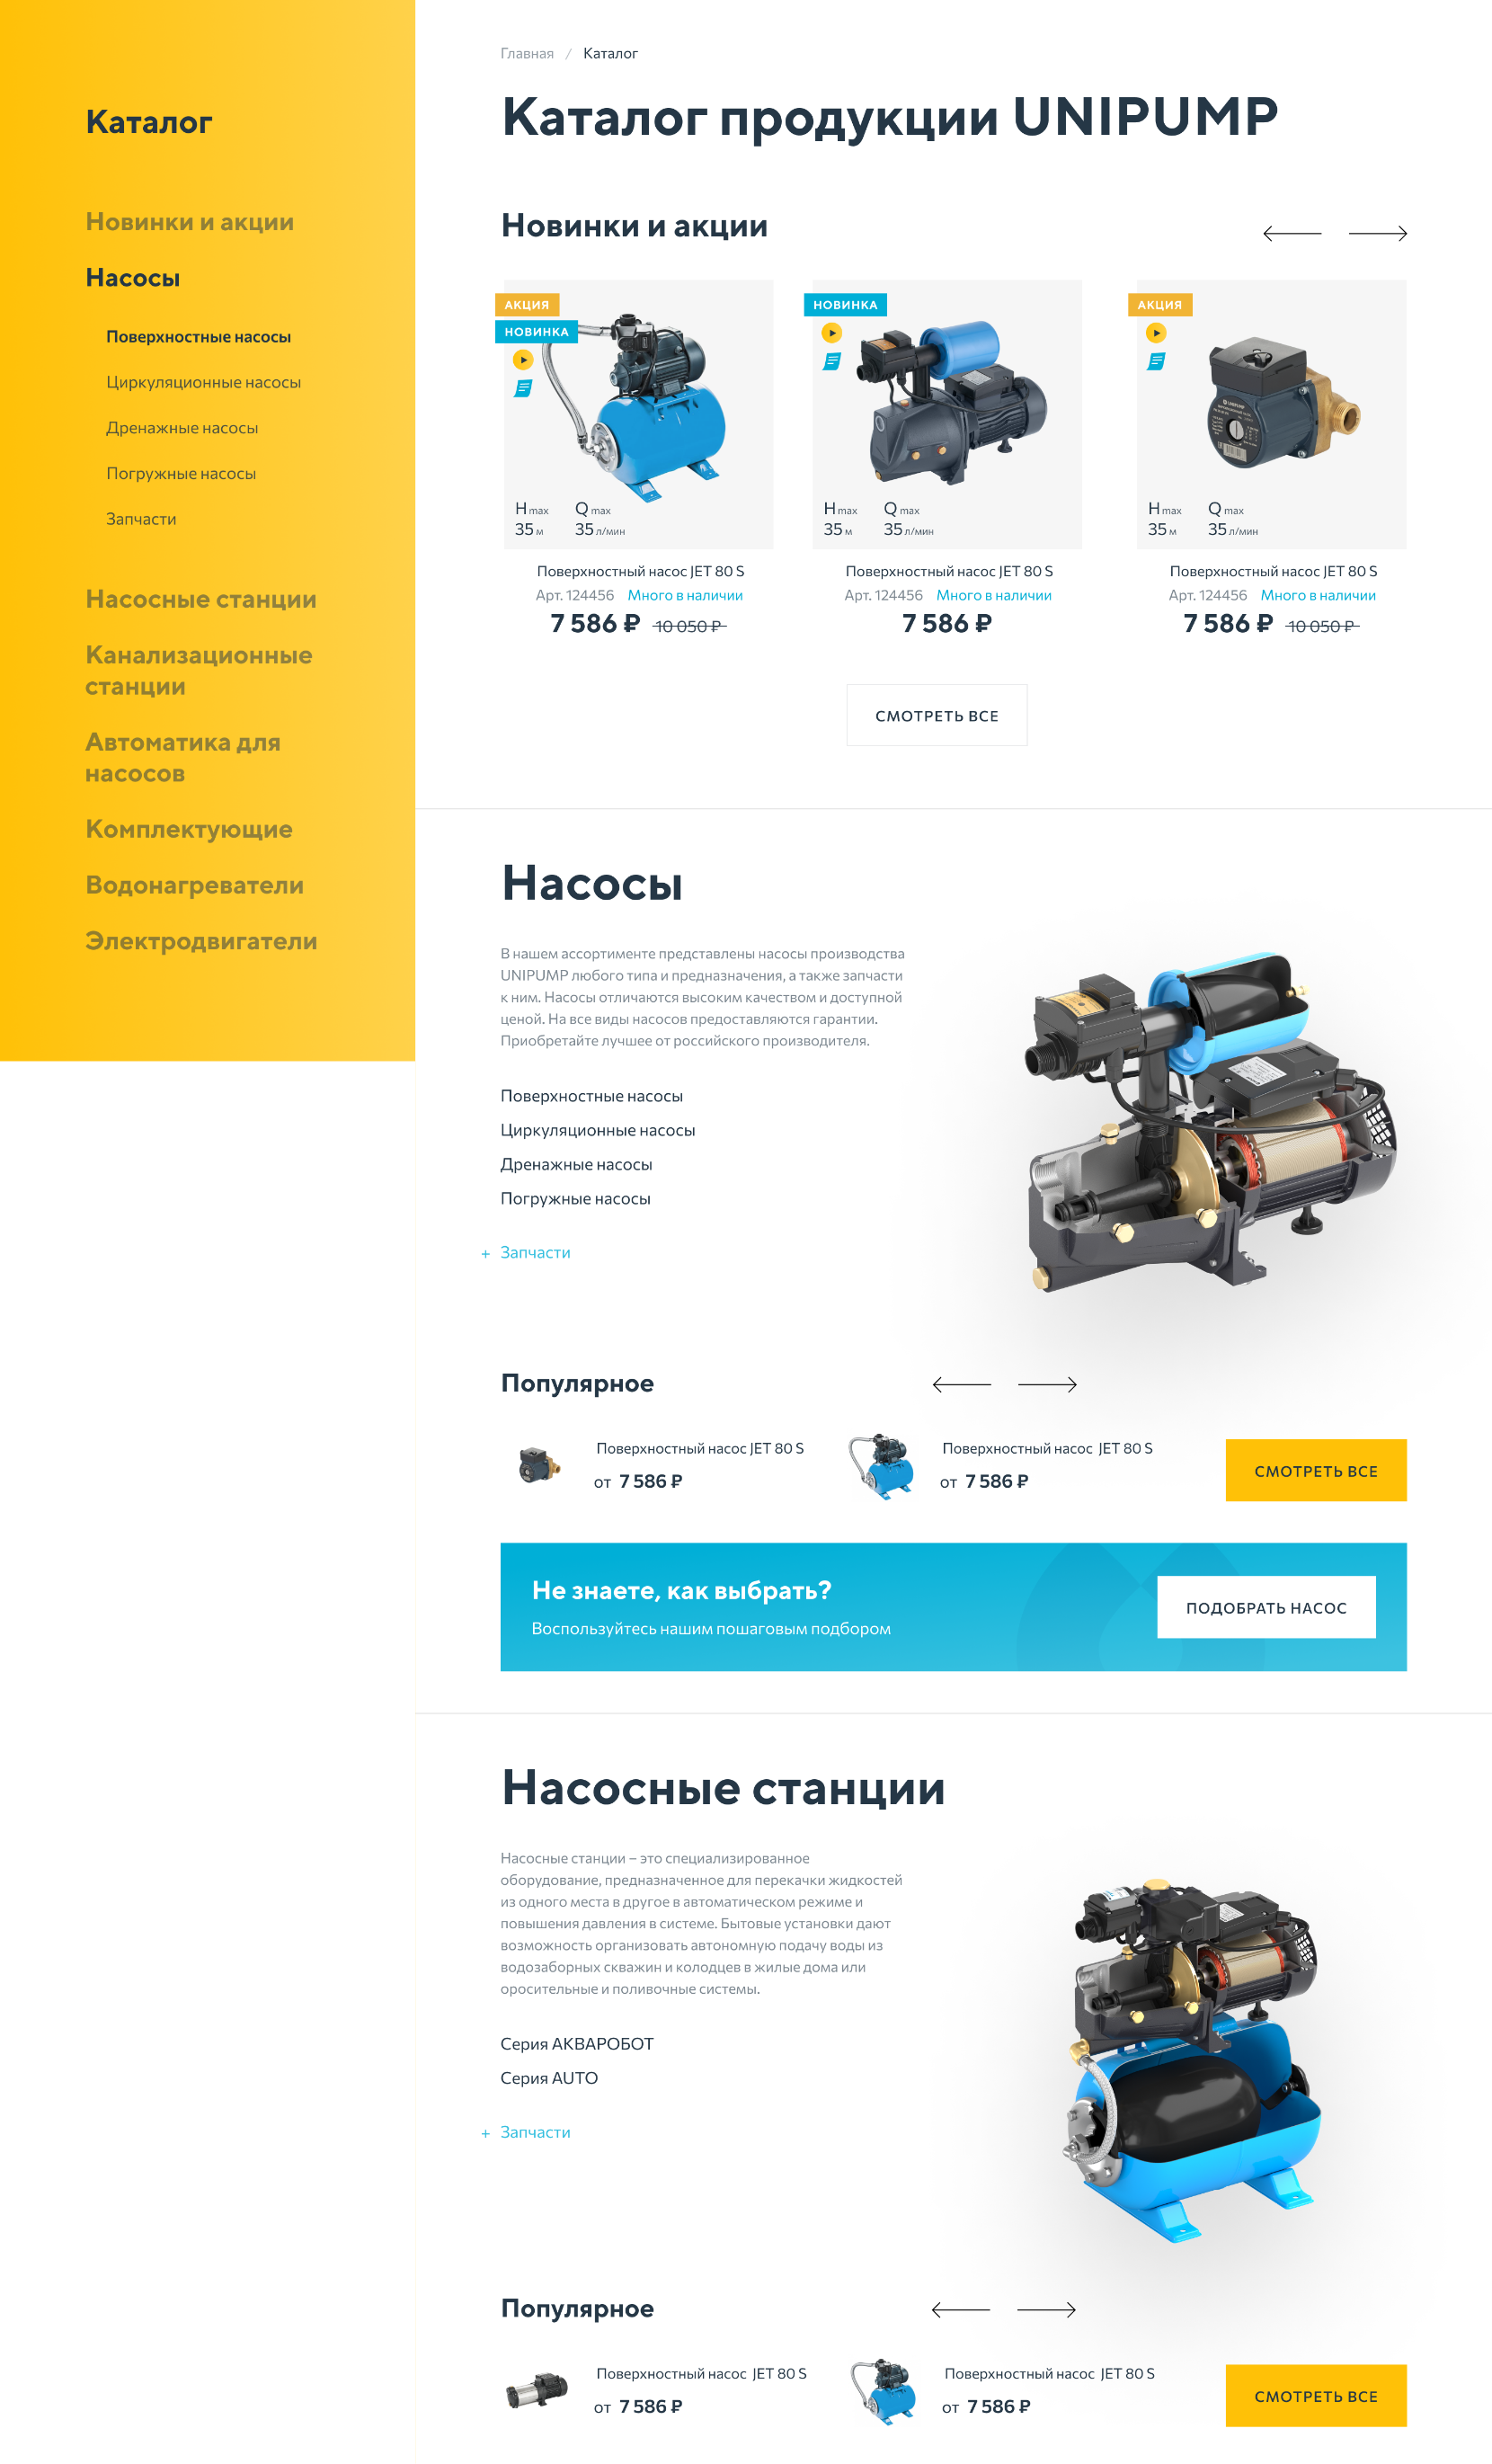 Каталог
Новинки и акции
Насосы
Поверхностные насосы
Циркуляционные насосы
Дренажные насосы
Погружные насосы
Запчасти
Насосные станции
Канализационные
станции
Автоматика для
насосов
Комплектующие
Водонагреватели
Электродвигатели
Главная / Каталог
Каталог продукции UNIPUMP
Новинки и акции
АКЦИЯ
НОВИНКА
H max Q max
35 м 35 л/мин
Поверхностный насос JET 80 S
Арт. 124456 Много в наличии
7 586 ₽ 10 050 ₽
НОВИНКА
H max Q max
35 м 35 л/мин
Поверхностный насос JET 80 S
Арт. 124456 Много в наличии
7 586 ₽
АКЦИЯ
UNIPUMP
H max Q max
35 м 35 л/мин
Поверхностный насос JET 80 S
Арт. 124456 Много в наличии
7 586 ₽ 10 050 ₽
СМОТРЕТЬ ВСЕ
Насосы
В нашем ассортименте представлены насосы производства
UNIPUMP любого типа и предназначения, а также запчасти
к ним. Насосы отличаются высоким качеством и доступной
ценой. На все виды насосов предоставляются гарантии.
Приобретайте лучшее от российского производителя.
Поверхностные насосы
Циркуляционные насосы
Дренажные насосы
Погружные насосы
+ Запчасти
Популярное
Поверхностный насос JET 80 S
от 7 586 ₽
Поверхностный насос JET 80 S
от 7 586 ₽
СМОТРЕТЬ ВСЕ
Не знаете, как выбрать?
Воспользуйтесь нашим пошаговым подбором
ПОДОБРАТЬ НАСОС
Насосные станции
Насосные станции – это специализированное
оборудование, предназначенное для перекачки жидкостей
из одного места в другое в автоматическом режиме и
повышения давления в системе. Бытовые установки дают
возможность организовать автономную подачу воды из
водозаборных скважин и колодцев в жилые дома или
оросительные и поливочные системы.
Серия АКВАРОБОТ
Серия AUTO
+ Запчасти
Популярное
Поверхностный насос JET 80 S
от 7 586 ₽
Поверхностный насос JET 80 S
от 7 586 ₽
СМОТРЕТЬ ВСЕ